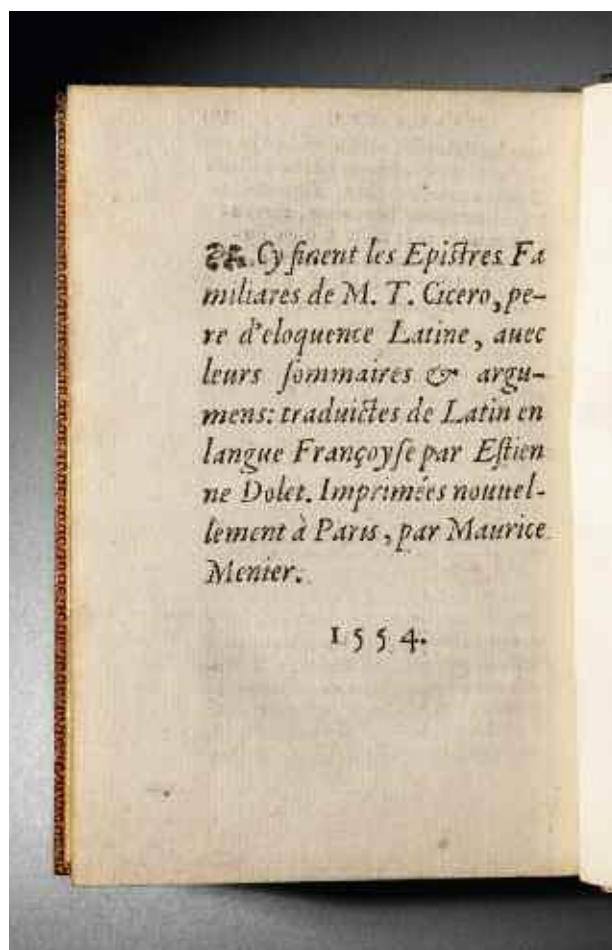 Cy finent les Epistres Fa
miliares de M. T. Cicero, pe-
re d'eloquence Latine, auec
leurs sommaires & argu-
mens: traduictes de Latin en
langue Françoyse par Estien
ne Dolet. Imprimées nouuel-
lement à Paris, par Maurice
Menier.
1554.